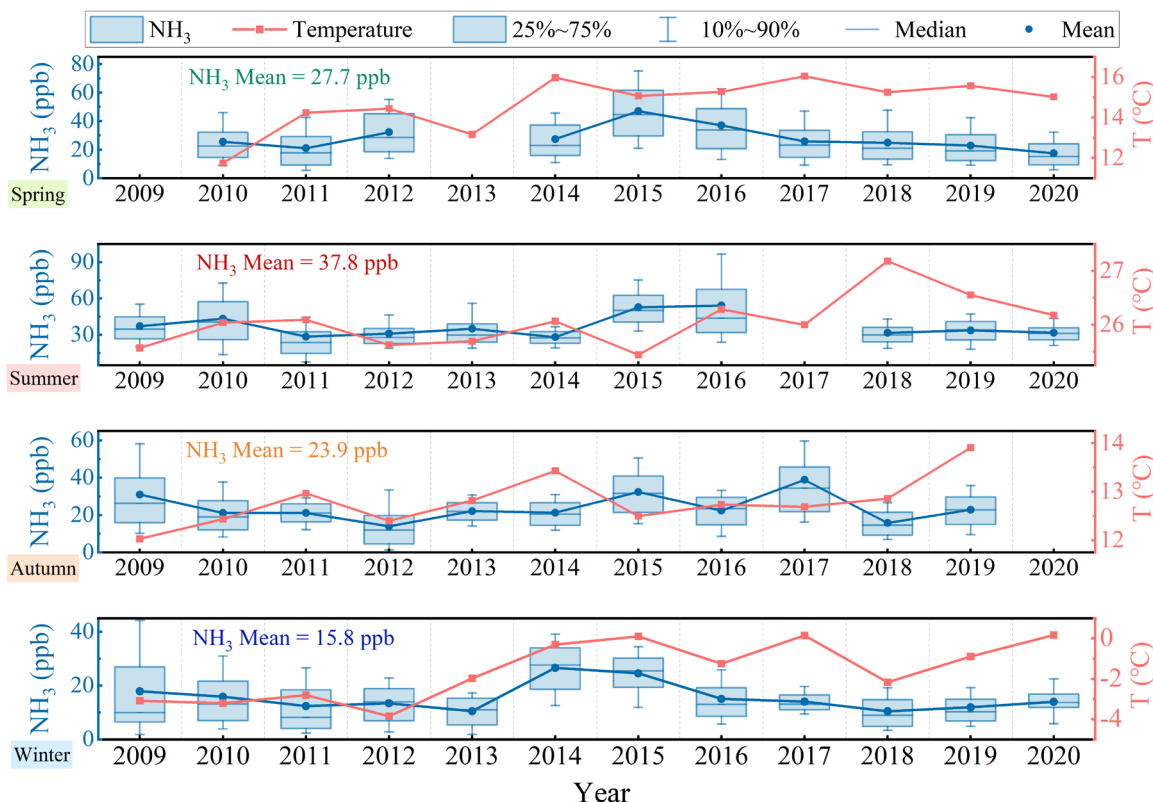 NH₃ Temperature 25%~75% 10%~90% Median Mean
NH₃ Mean = 27.7 ppb
NH₃ (ppb)
80
60
40
20
0
16
14
12
T (°C)
2009 2010 2011 2012 2013 2014 2015 2016 2017 2018 2019 2020
Spring
NH₃ Mean = 37.8 ppb
NH₃ (ppb)
90
60
30
27
26
T (°C)
2009 2010 2011 2012 2013 2014 2015 2016 2017 2018 2019 2020
Summer
NH₃ Mean = 23.9 ppb
NH₃ (ppb)
60
40
20
0
14
13
12
T (°C)
2009 2010 2011 2012 2013 2014 2015 2016 2017 2018 2019 2020
Autumn
NH₃ Mean = 15.8 ppb
NH₃ (ppb)
40
20
0
0
−2
−4
T (°C)
2009 2010 2011 2012 2013 2014 2015 2016 2017 2018 2019 2020
Winter
Year